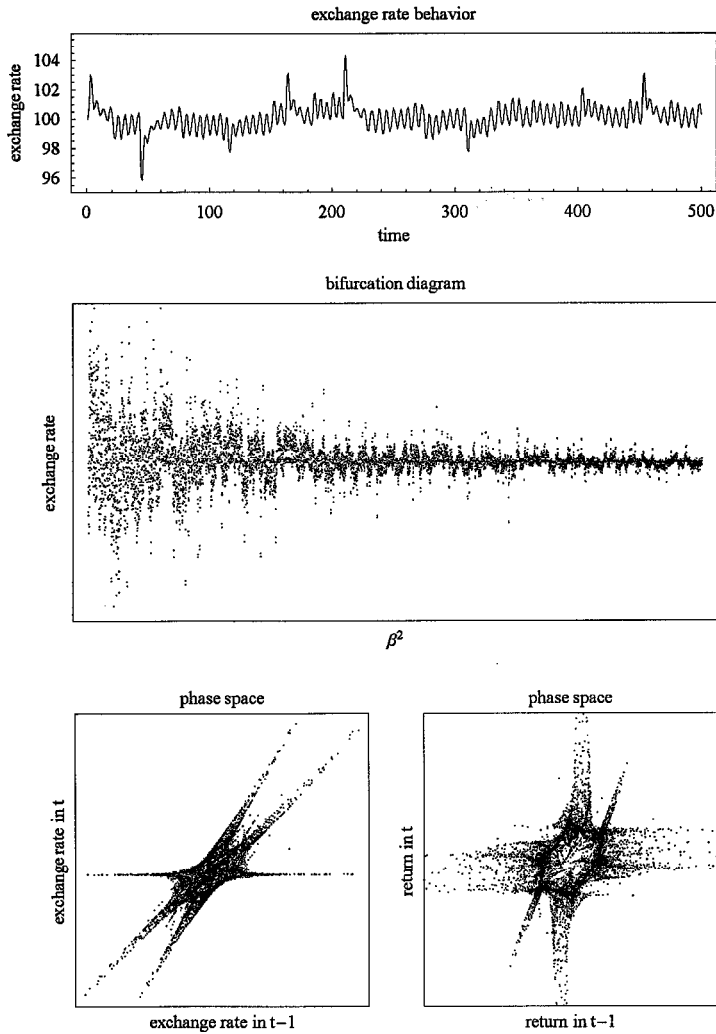 exchange rate behavior
exchange rate
104
102
100
98
96
0 100 200 300 400 500
time
bifurcation diagram
exchange rate
β²
phase space
exchange rate in t
exchange rate in t−1
phase space
return in t
return in t−1